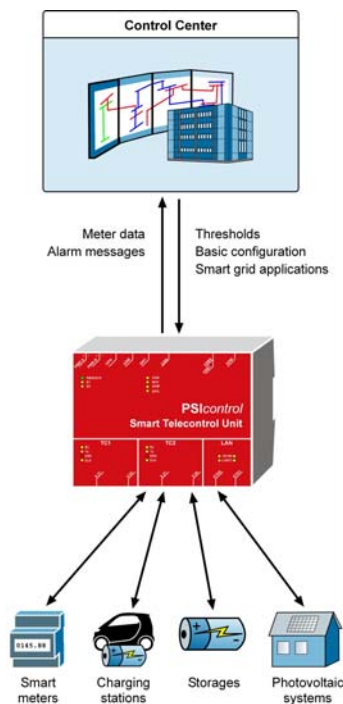 Control Center
Meter data
Alarm messages
Thresholds
Basic configuration
Smart grid applications
PSIcontrol
Smart Telecontrol Unit
TC1
TC2
LAN
0145.88
Smart
meters
Charging
stations
Storages
Photovoltaic
systems